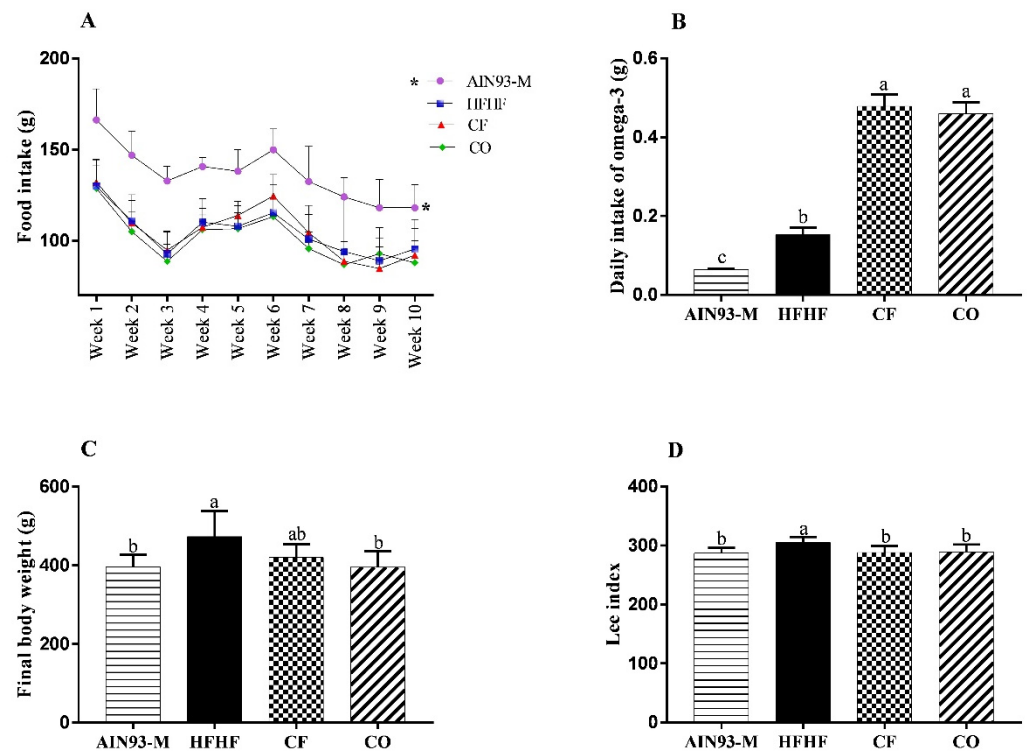 A
Food intake (g)
200
150
100
* AIN93-M
HFHF
CF
CO
*
Week 1 Week 2 Week 3 Week 4 Week 5 Week 6 Week 7 Week 8 Week 9 Week 10
B
Daily intake of omega-3 (g)
0.6
0.4
0.2
0.0
c b a a
AIN93-M HFHF CF CO
C
Final body weight (g)
600
400
200
0
b a ab b
AIN93-M HFHF CF CO
D
Lee index
400
300
200
100
0
b a b b
AIN93-M HFHF CF CO